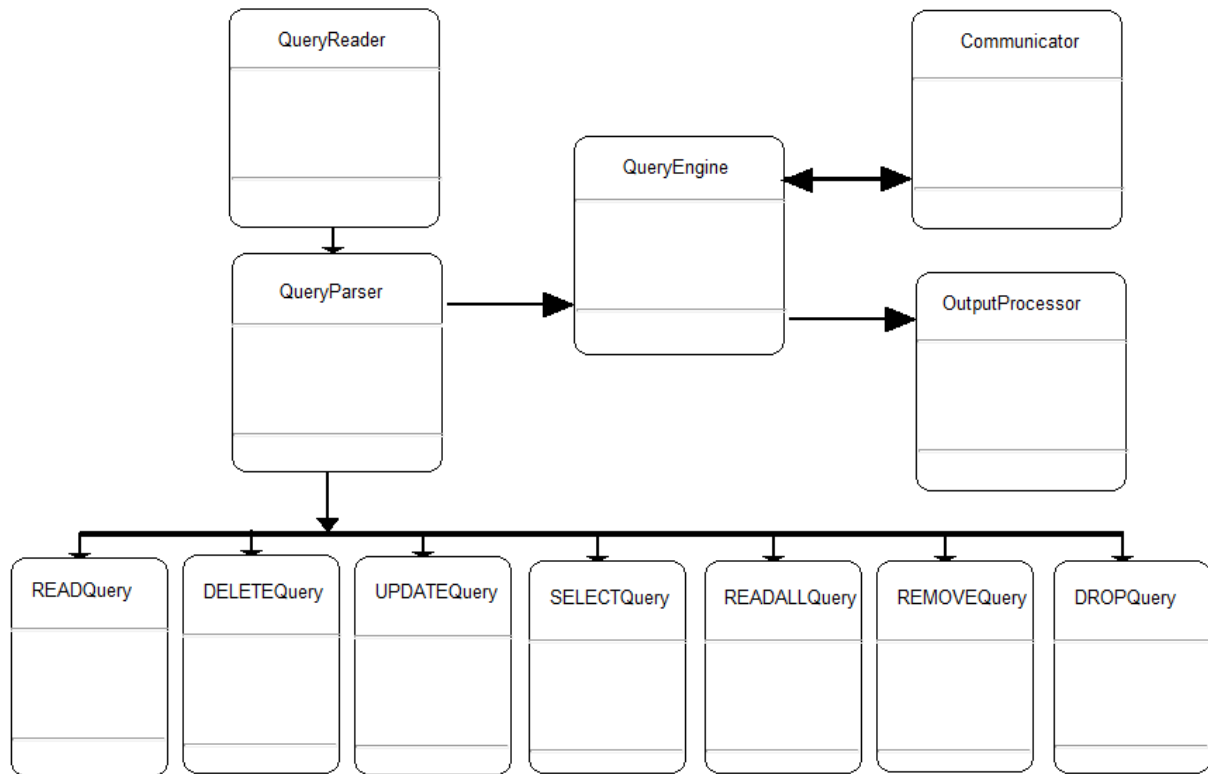 QueryReader
Communicator
QueryEngine
QueryParser
OutputProcessor
READQuery
DELETEQuery
UPDATEQuery
SELECTQuery
READALLQuery
REMOVEQuery
DROPQuery